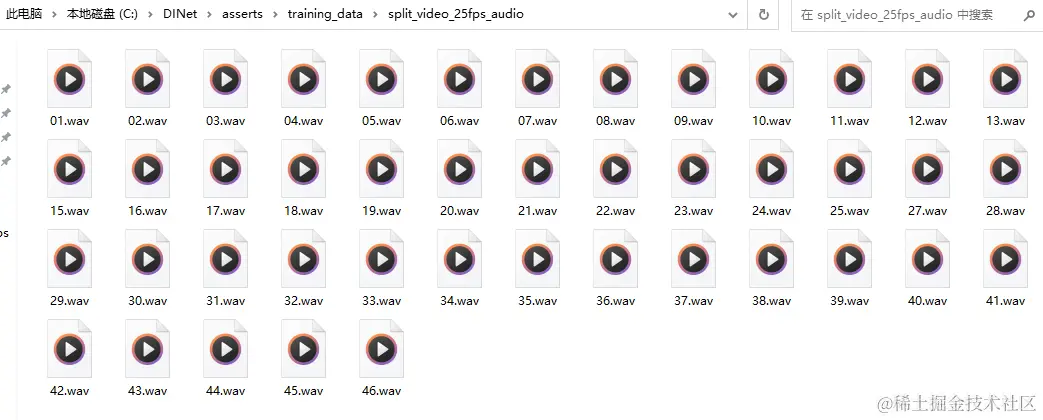 此电脑 > 本地磁盘 (C:) > DINet > asserts > training_data > split_video_25fps_audio
在 split_video_25fps_audio 中搜索
01.wav 02.wav 03.wav 04.wav 05.wav 06.wav 07.wav 08.wav 09.wav 10.wav 11.wav 12.wav 13.wav
15.wav 16.wav 17.wav 18.wav 19.wav 20.wav 21.wav 22.wav 23.wav 24.wav 25.wav 27.wav 28.wav
os
29.wav 30.wav 31.wav 32.wav 33.wav 34.wav 35.wav 36.wav 37.wav 38.wav 39.wav 40.wav 41.wav
42.wav 43.wav 44.wav 45.wav 46.wav
@稀土掘金技术社区